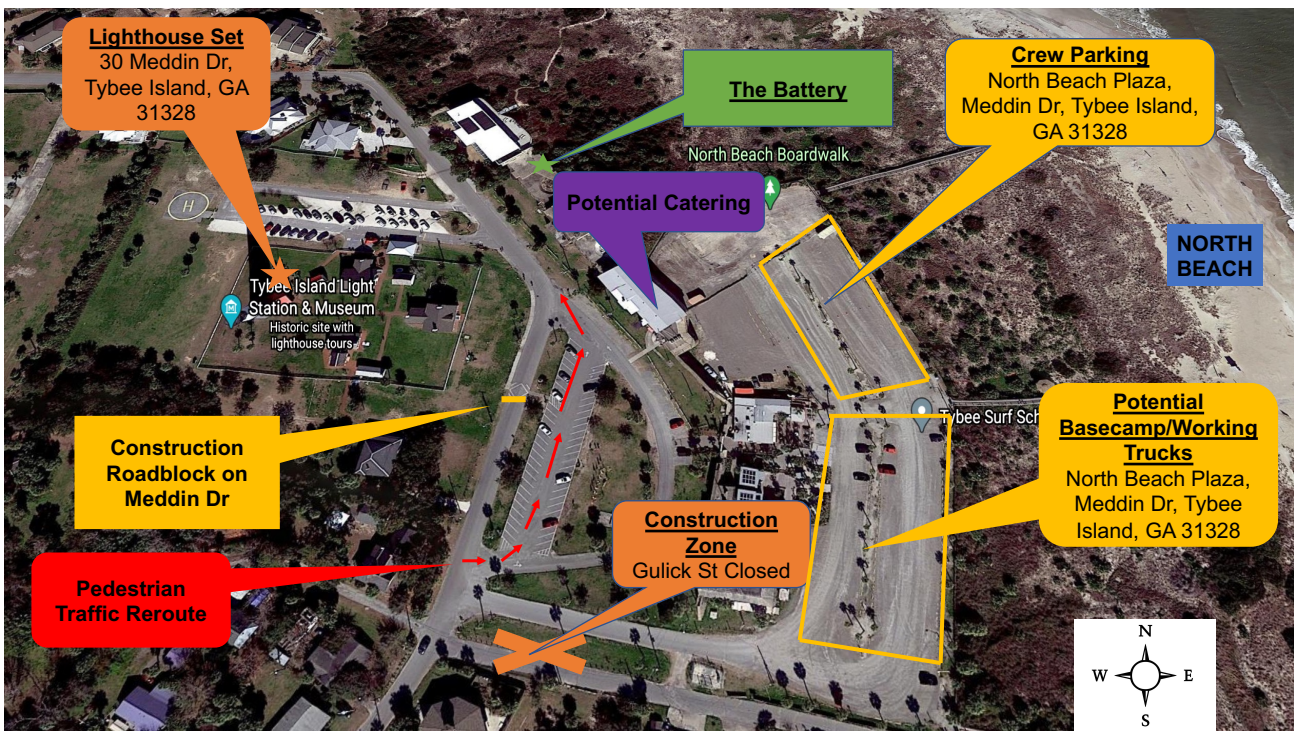 Lighthouse Set
30 Meddin Dr,
Tybee Island, GA
31328
The Battery
Crew Parking
North Beach Plaza,
Meddin Dr, Tybee Island,
GA 31328
North Beach Boardwalk
Potential Catering
NORTH
BEACH
H
Tybee Island Light
Station & Museum
Historic site with
lighthouse tours
Tybee Surf Sch
Potential
Basecamp/Working
Trucks
North Beach Plaza,
Meddin Dr, Tybee
Island, GA 31328
Construction
Roadblock on
Meddin Dr
Construction
Zone
Gulick St Closed
Pedestrian
Traffic Reroute
N
W
E
S